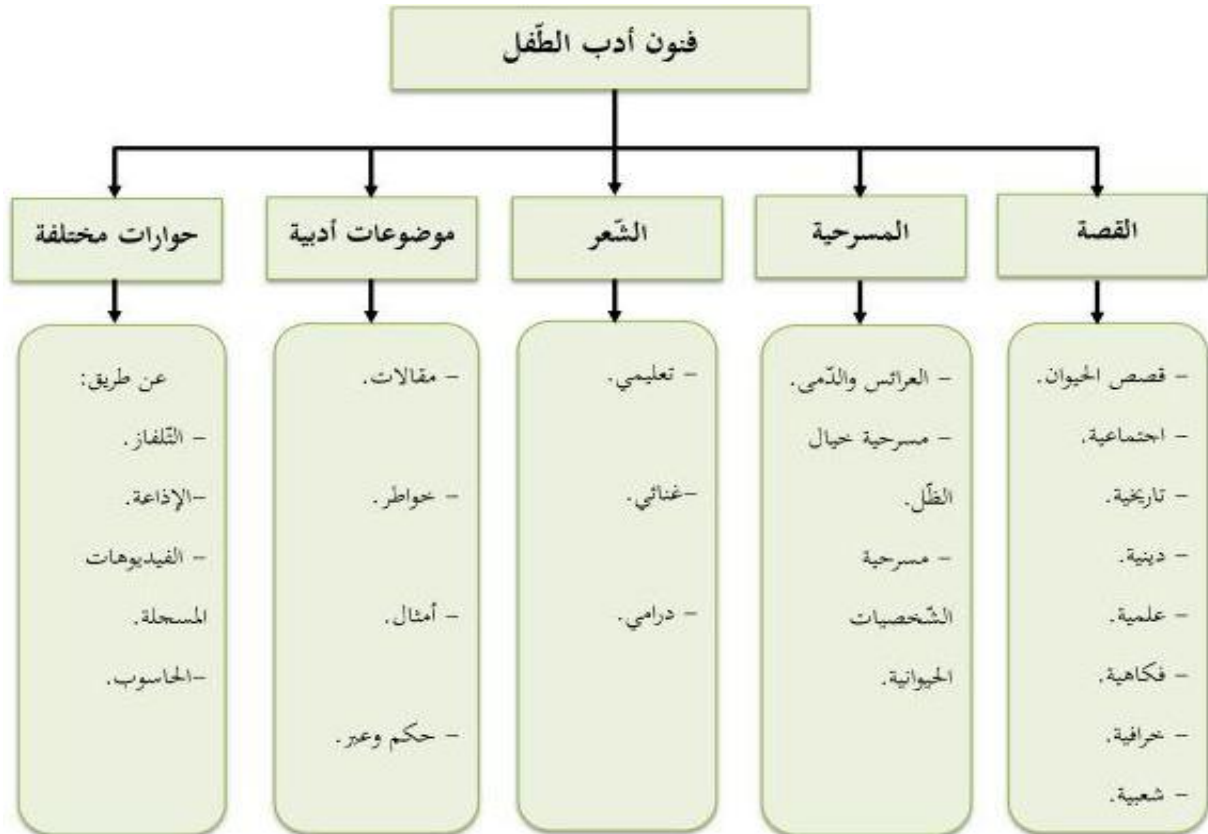 فنون أدب الطّفل
القصة
المسرحية
الشّعر
موضوعات أدبية
حوارات مختلفة
- قصص الحيوان.
- احتماعية.
- تاريخية.
- دينية.
- علمية.
- فكاهية.
- خرافية.
- شعبية.
- العرائس والدّمى.
- مسرحية خيال
الظّل.
- مسرحية
الشّخصيات
الحيوانية.
- تعليمي.
-غنائي.
- درامي.
- مقالات.
- خواطر.
- أمثال.
- حكم وعبر.
عن طريق:
- التّلفاز.
-الإذاعة.
- الفيديوهات
المسجلة.
-الحاسوب.